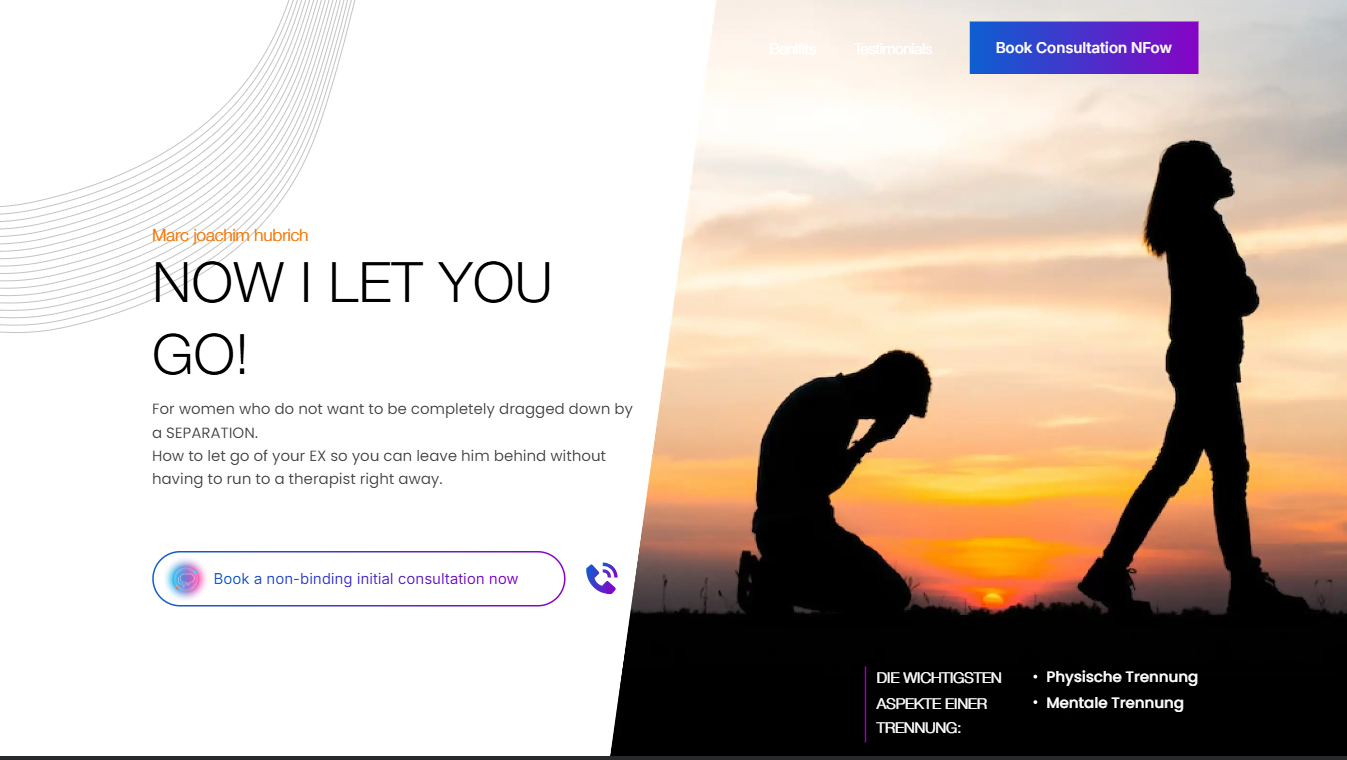 Benifits Testimonials Book Consultation NFow
Marc joachim hubrich
NOW I LET YOU
GO!
For women who do not want to be completely dragged down by
a SEPARATION.
How to let go of your EX so you can leave him behind without
having to run to a therapist right away.
Book a non-binding initial consultation now
DIE WICHTIGSTEN
ASPEKTE EINER
TRENNUNG:
• Physische Trennung
• Mentale Trennung